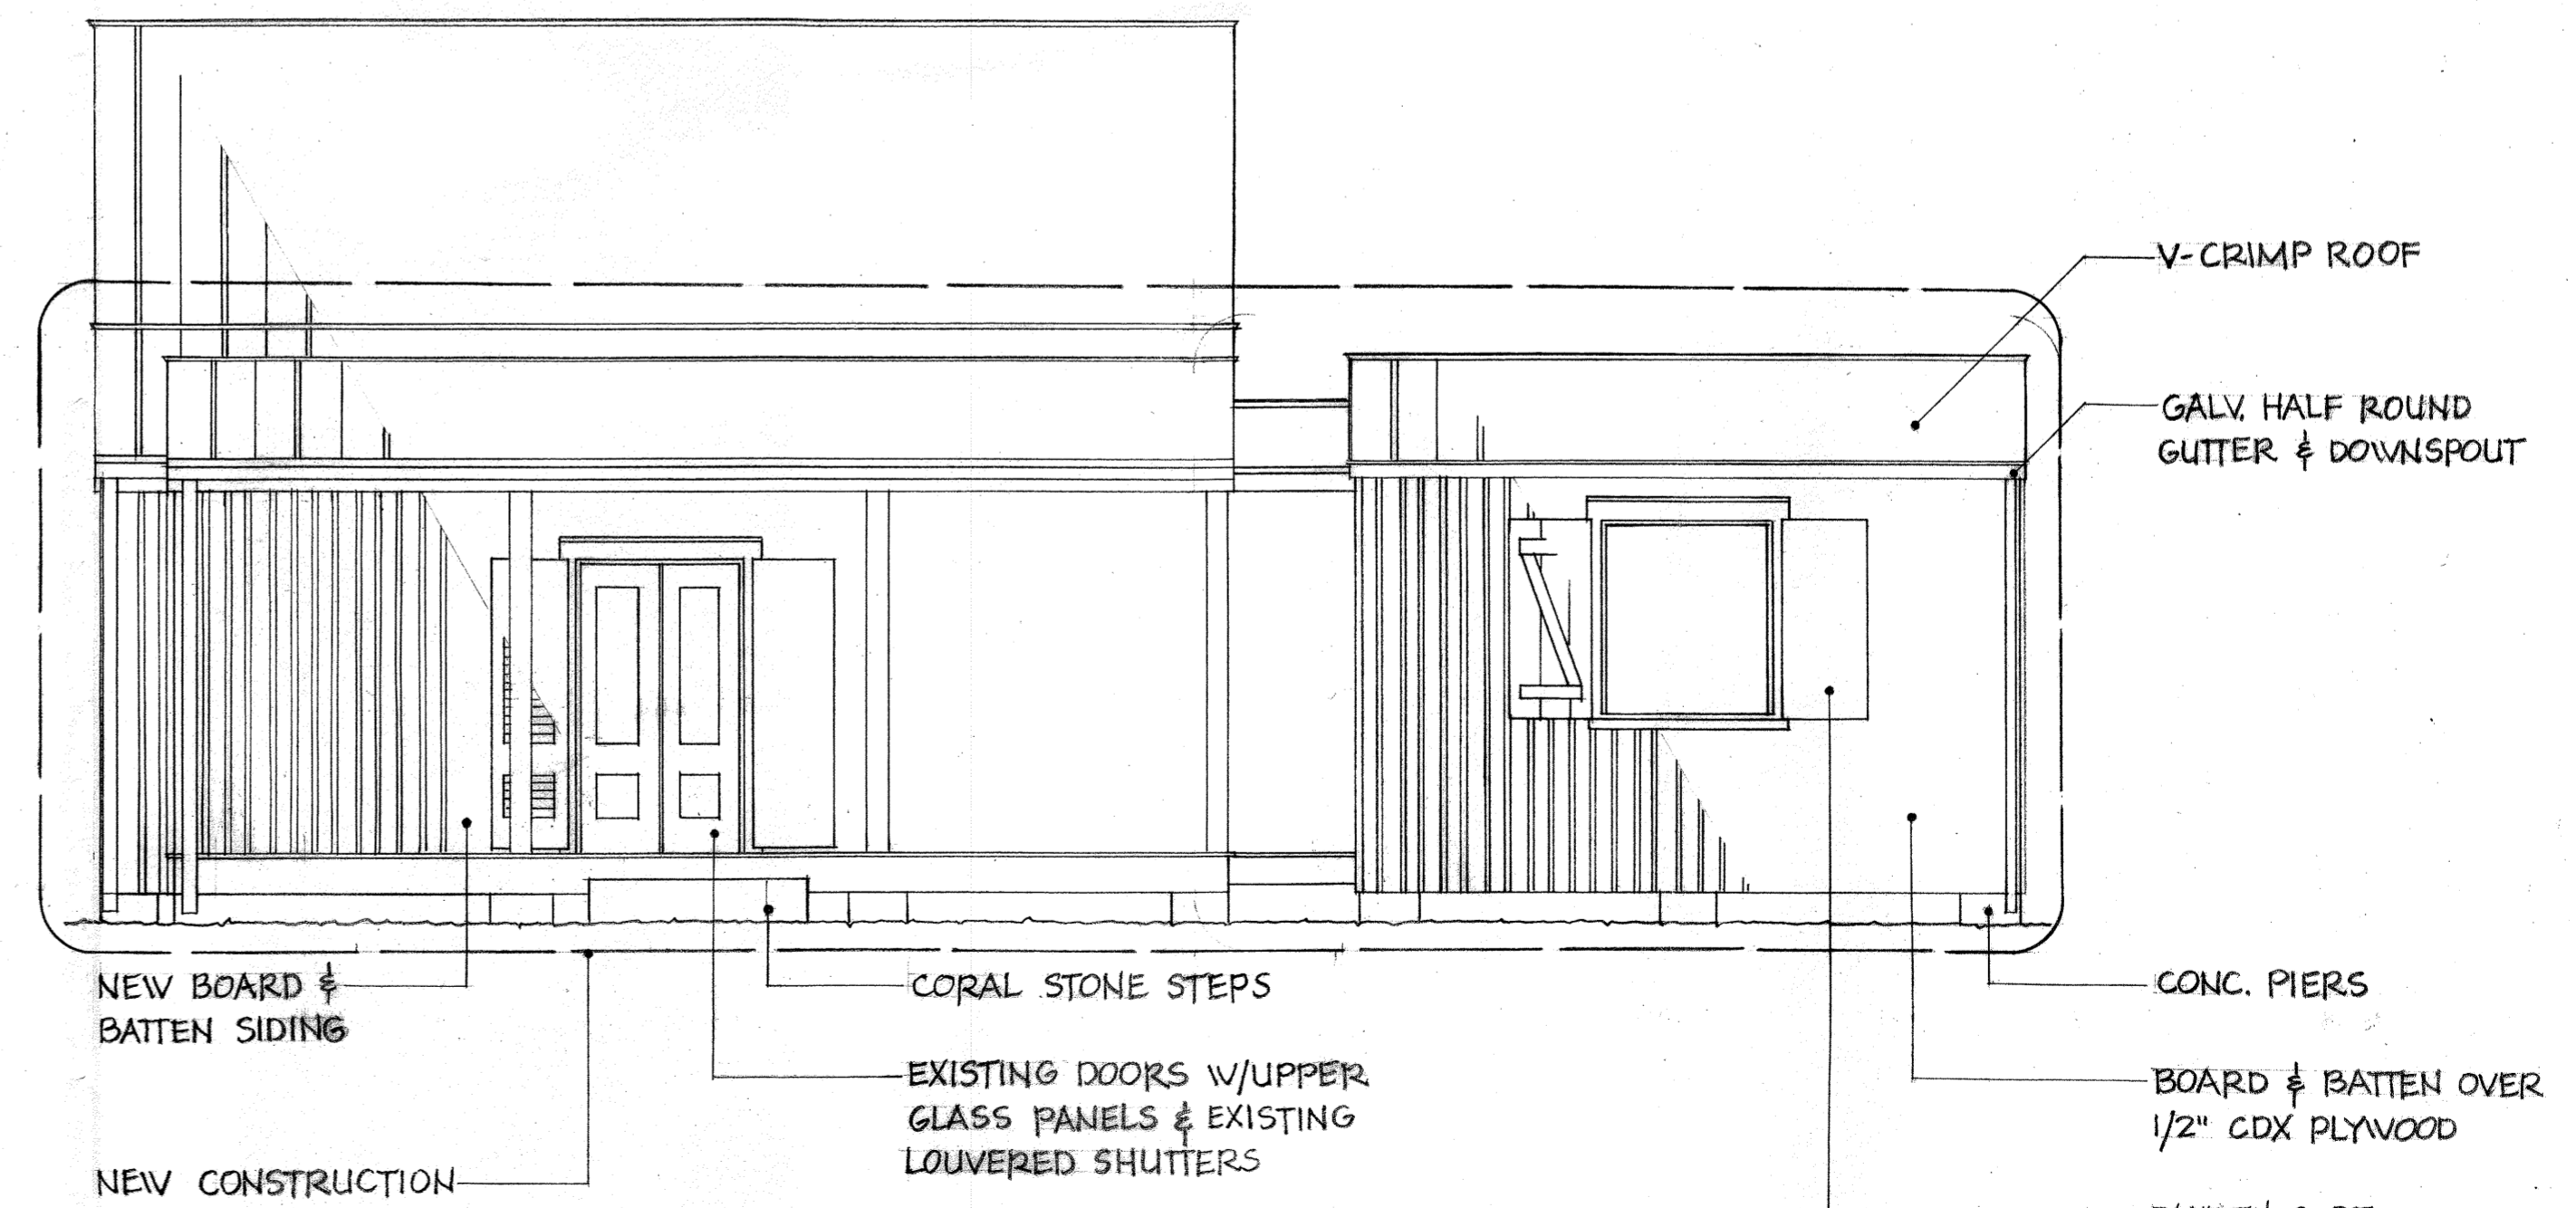 V-CRIMP ROOF
GALV. HALF ROUND
GUTTER & DOWNSPOUT
NEW BOARD &
BATTEN SIDING
CORAL STONE STEPS
CONC. PIERS
EXISTING DOORS W/UPPER
GLASS PANELS & EXISTING
LOUVERED SHUTTERS
BOARD & BATTEN OVER
1/2" CDX PLYWOOD
NEW CONSTRUCTION